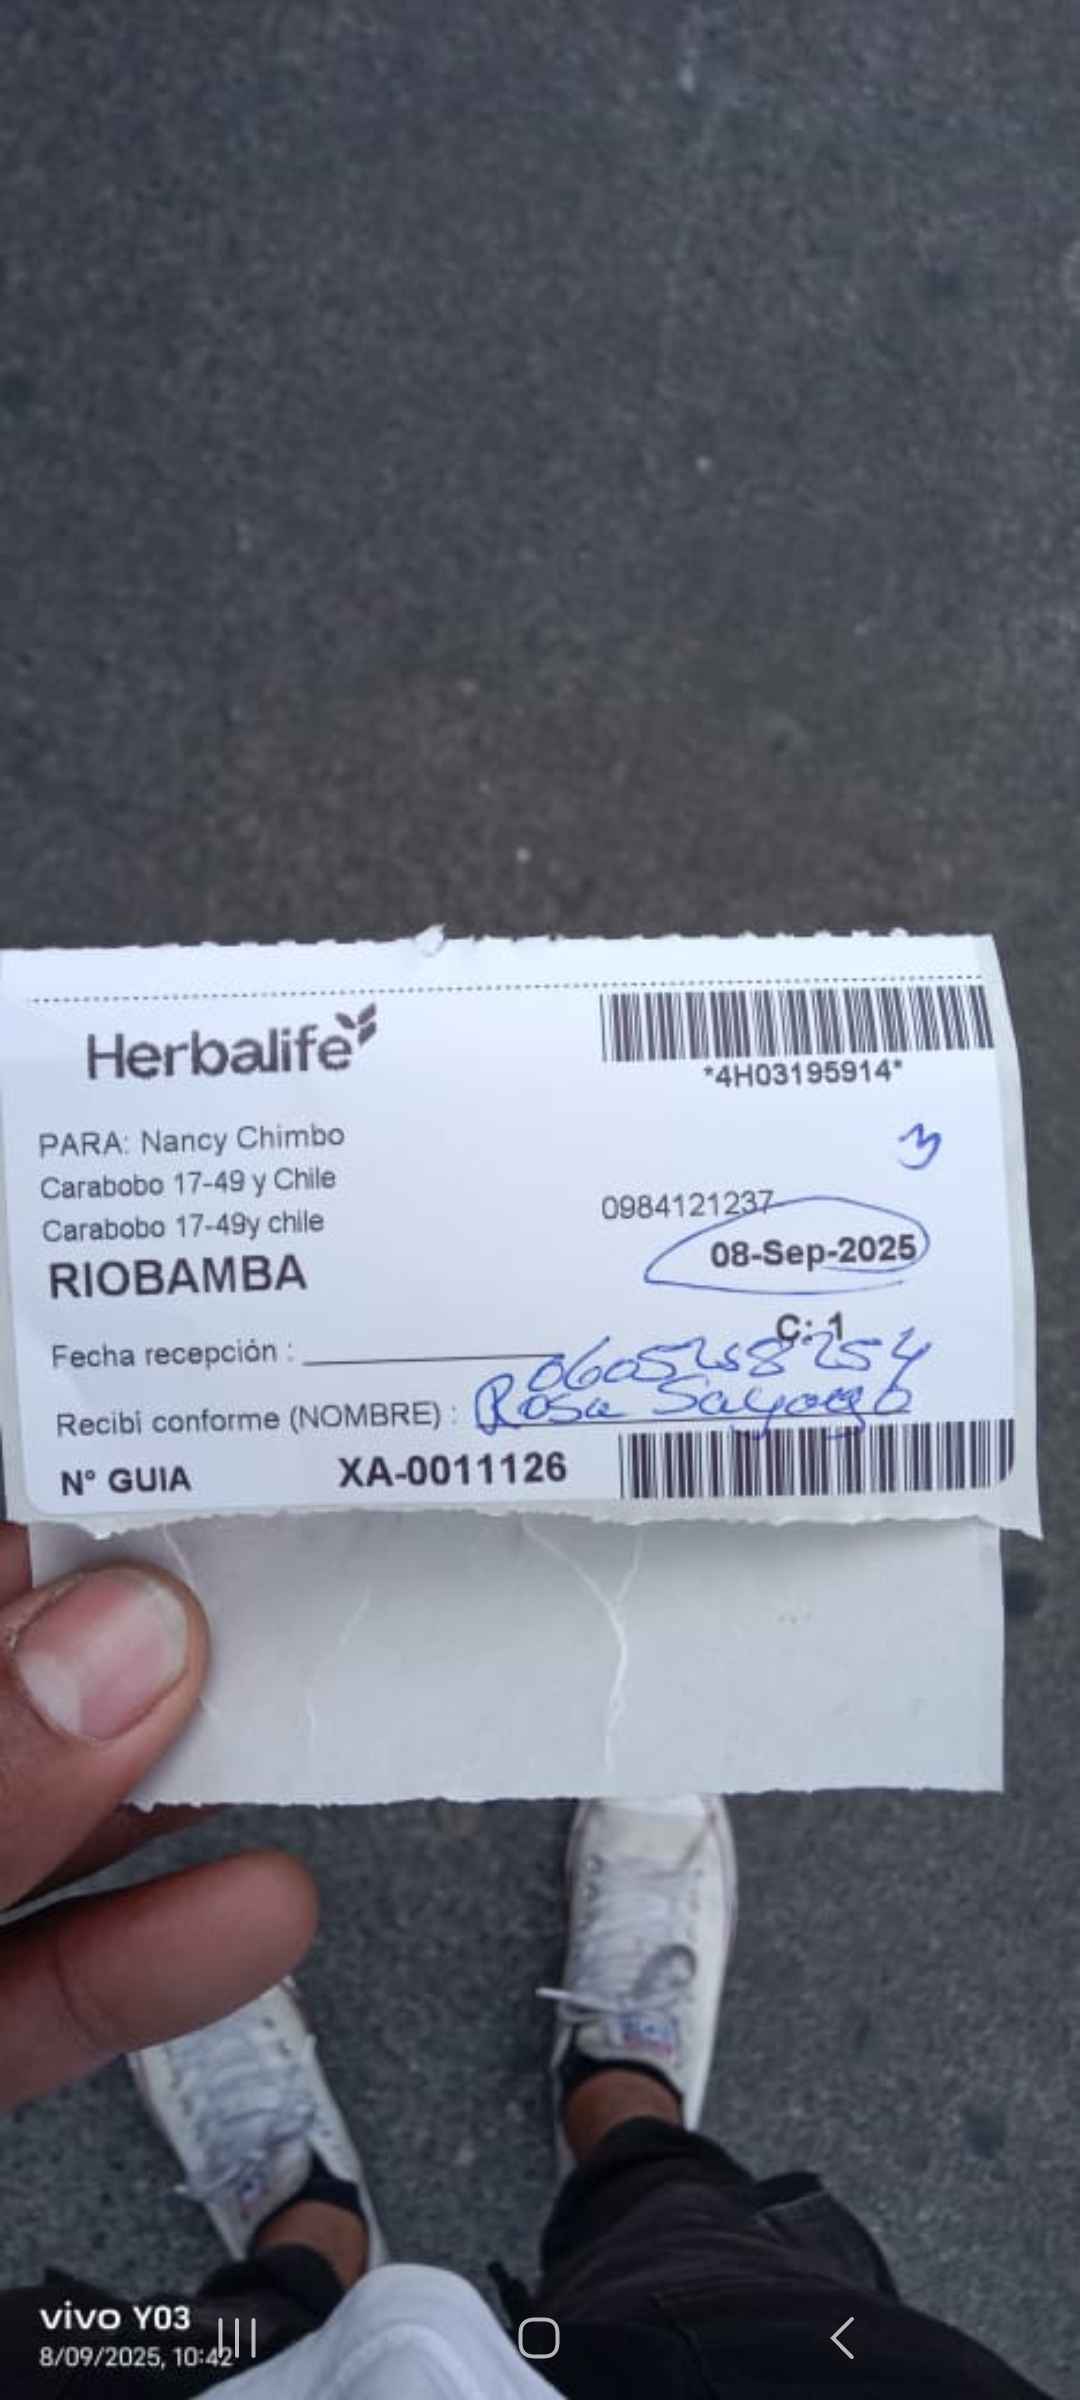 Herbalife
*4H03195914*
PARA: Nancy Chimbo
3
Carabobo 17-49 y Chile
0984121237
Carabobo 17-49y chile
08-Sep-2025
RIOBAMBA
C: 1
Fecha recepción :
0605258254
Recibi conforme (NOMBRE) : Rosa Sayago
N° GUIA XA-0011126
vivo Y03
8/09/2025, 10:42